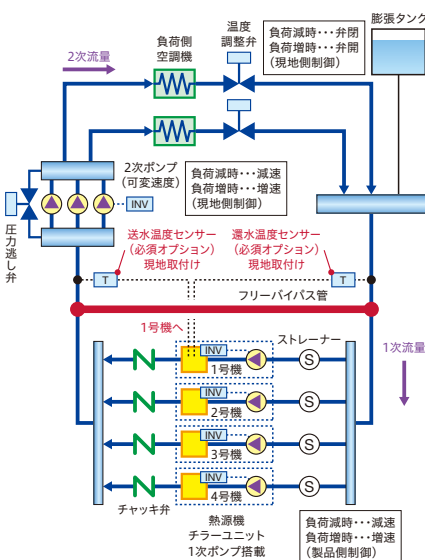 膨張タンク
温度
調整弁
負荷減時・・・弁閉
負荷増時・・・弁開
(現地側制御)
負荷側
空調機
2次流量
2次ポンプ
(可変速度)
負荷減時・・・減速
負荷増時・・・増速
(現地側制御)
INV
圧力逃し弁
送水温度センサー
(必須オプション)
現地取付け
還水温度センサー
(必須オプション)
現地取付け
T
T
フリーバイパス管
1号機へ
ストレーナー
1次流量
INV
1号機
S
INV
2号機
S
INV
3号機
S
INV
4号機
S
チャッキ弁
熱源機
チラーユニット
1次ポンプ搭載
負荷減時・・・減速
負荷増時・・・増速
(製品側制御)